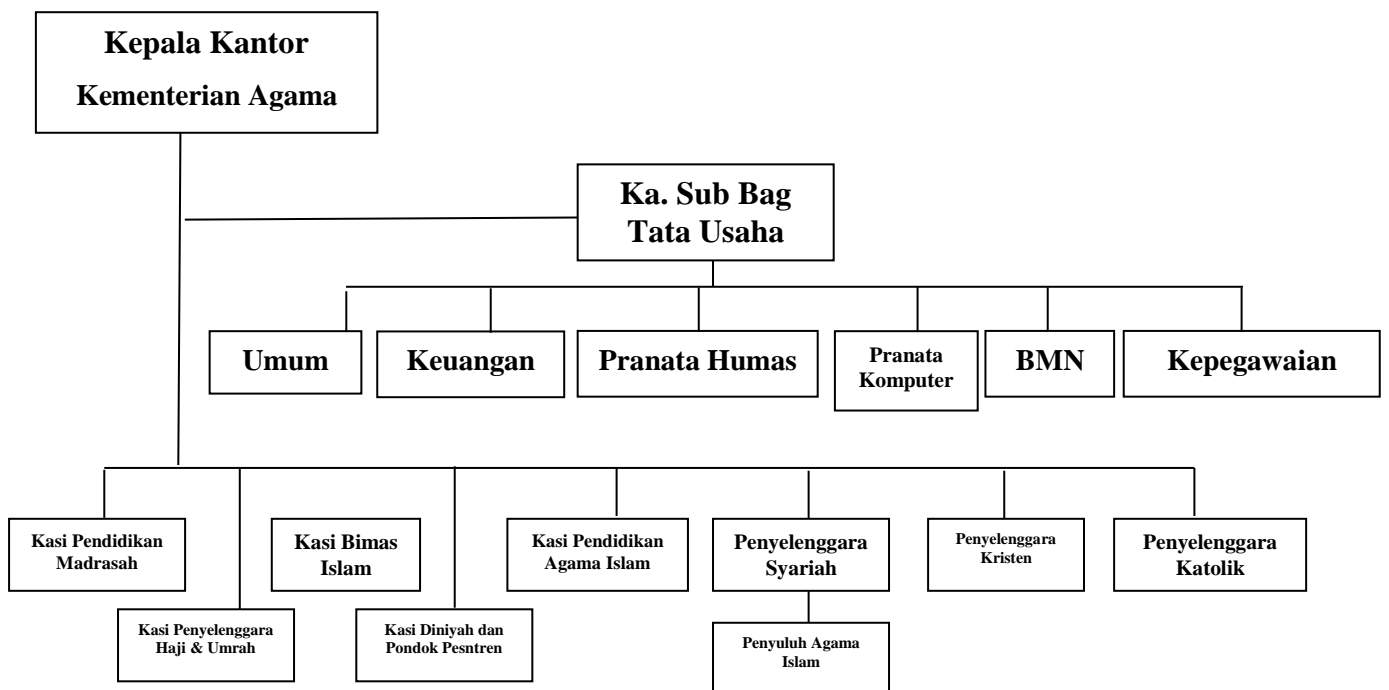 Kepala Kantor
Kementerian Agama
Ka. Sub Bag
Tata Usaha
Umum
Keuangan
Pranata Humas
Pranata
Komputer
BMN
Kepegawaian
Kasi Pendidikan
Madrasah
Kasi Bimas
Islam
Kasi Pendidikan
Agama Islam
Penyelenggara
Syariah
Penyelenggara
Kristen
Penyelenggara
Katolik
Kasi Penyelenggara
Haji & Umrah
Kasi Diniyah dan
Pondok Pesntren
Penyuluh Agama
Islam